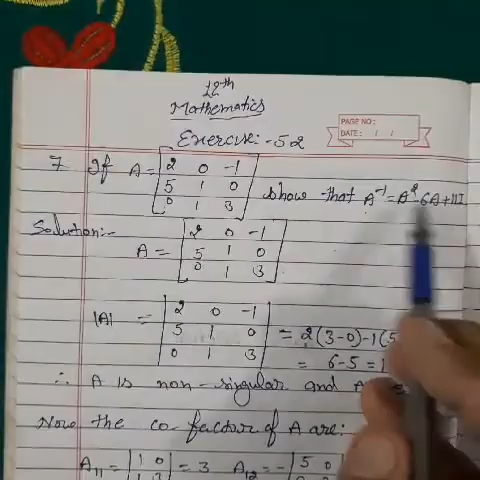 12th
Mathematics
Exercise:-5.2
PAGE NO:
DATE: / /
7 If A = [2 0 -1 show that A⁻¹ = A² - 6A + 11I
5 1 0
0 1 3]
Solution:-
A = [2 0 -1
5 1 0
0 1 3]
|A| = |2 0 -1
5 1 0 = 2(3-0)-1(5
0 1 3| = 6-5=1
∴ A is non-singular and A
Now the co-factor of A are:
A₁₁ = |1 0 = 3 A₁₂ = -|5 0
1 3|